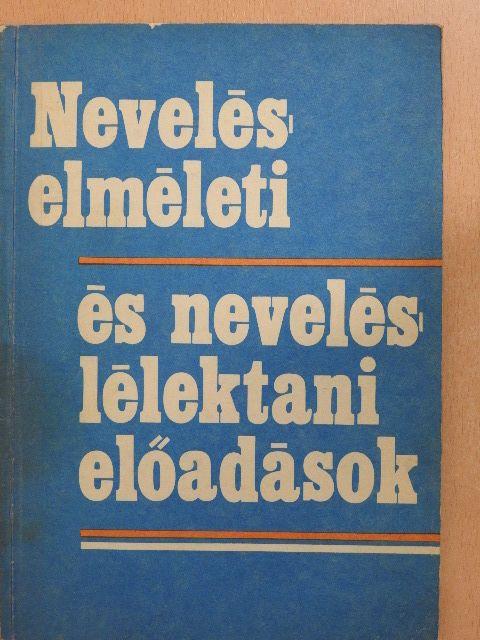 Nevelés-
elméleti
és nevelés-
lélektani
előadások